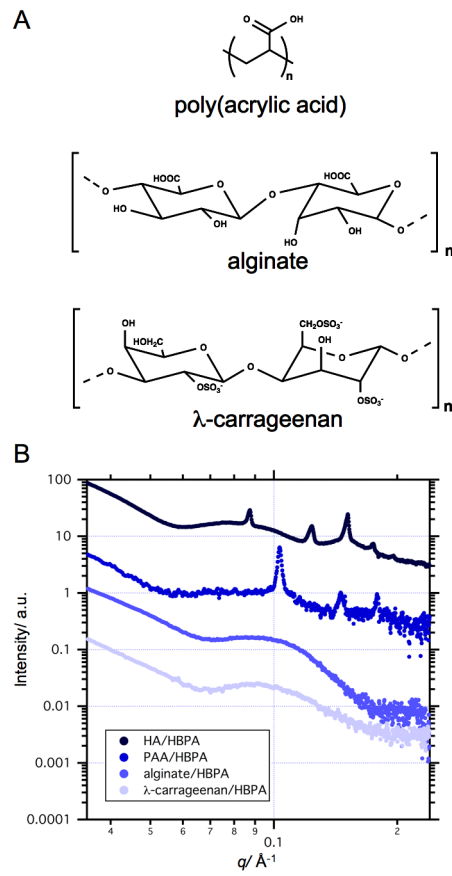 A
O
OH
n
poly(acrylic acid)
HOOC
HOOC
O
O
O
O
O
HO
OH
OH
HO
n
alginate
OH
CH₂OSO₃⁻
HOH₂C
OH
O
O
O
O
O
OSO₃⁻
OSO₃⁻
n
λ-carrageenan
B
100
10
1
0.1
0.01
0.001
0.0001
Intensity/ a.u.
HA/HBPA
PAA/HBPA
alginate/HBPA
λ-carrageenan/HBPA
4 5 6 7 8 9 0.1 2
q/ Å⁻¹